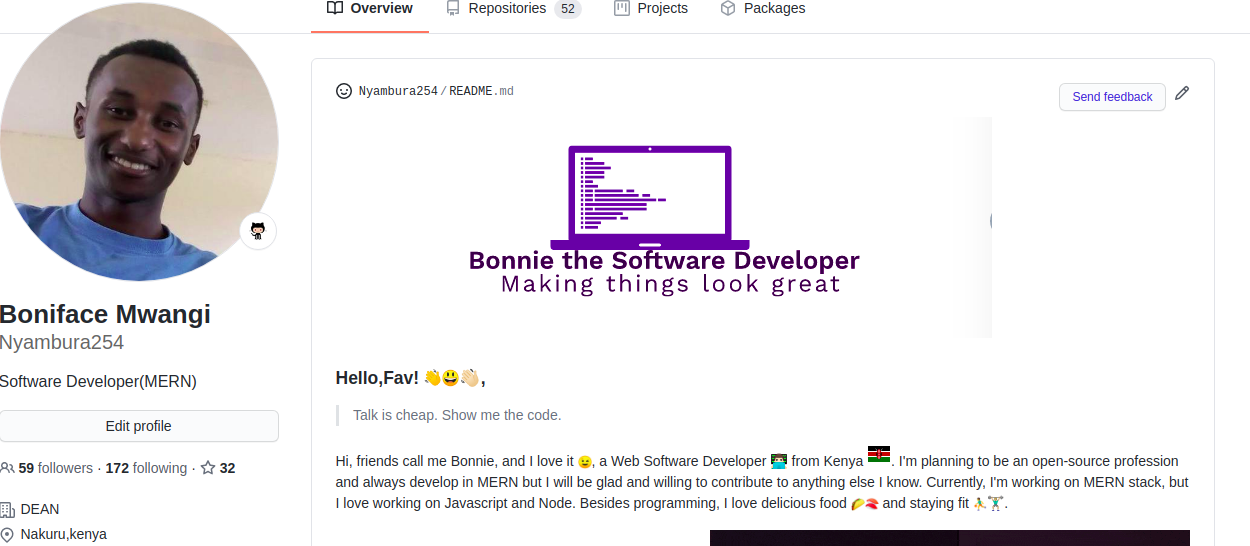 Overview
Repositories 52
Projects
Packages
Nyambura254/README.md
Send feedback
Bonnie the Software Developer
Making things look great
Boniface Mwangi
Nyambura254
Software Developer(MERN)
Edit profile
59 followers · 172 following · 32
DEAN
Nakuru,kenya
Hello,Fav! 👏😃👏🏻,
Talk is cheap. Show me the code.
Hi, friends call me Bonnie, and I love it 😉, a Web Software Developer 👨🏻‍💻 from Kenya 🇰🇪. I'm planning to be an open-source profession
and always develop in MERN but I will be glad and willing to contribute to anything else I know. Currently, I'm working on MERN stack, but
I love working on Javascript and Node. Besides programming, I love delicious food 🌮🍣 and staying fit ⛹️‍♂️🏋️‍♂️.